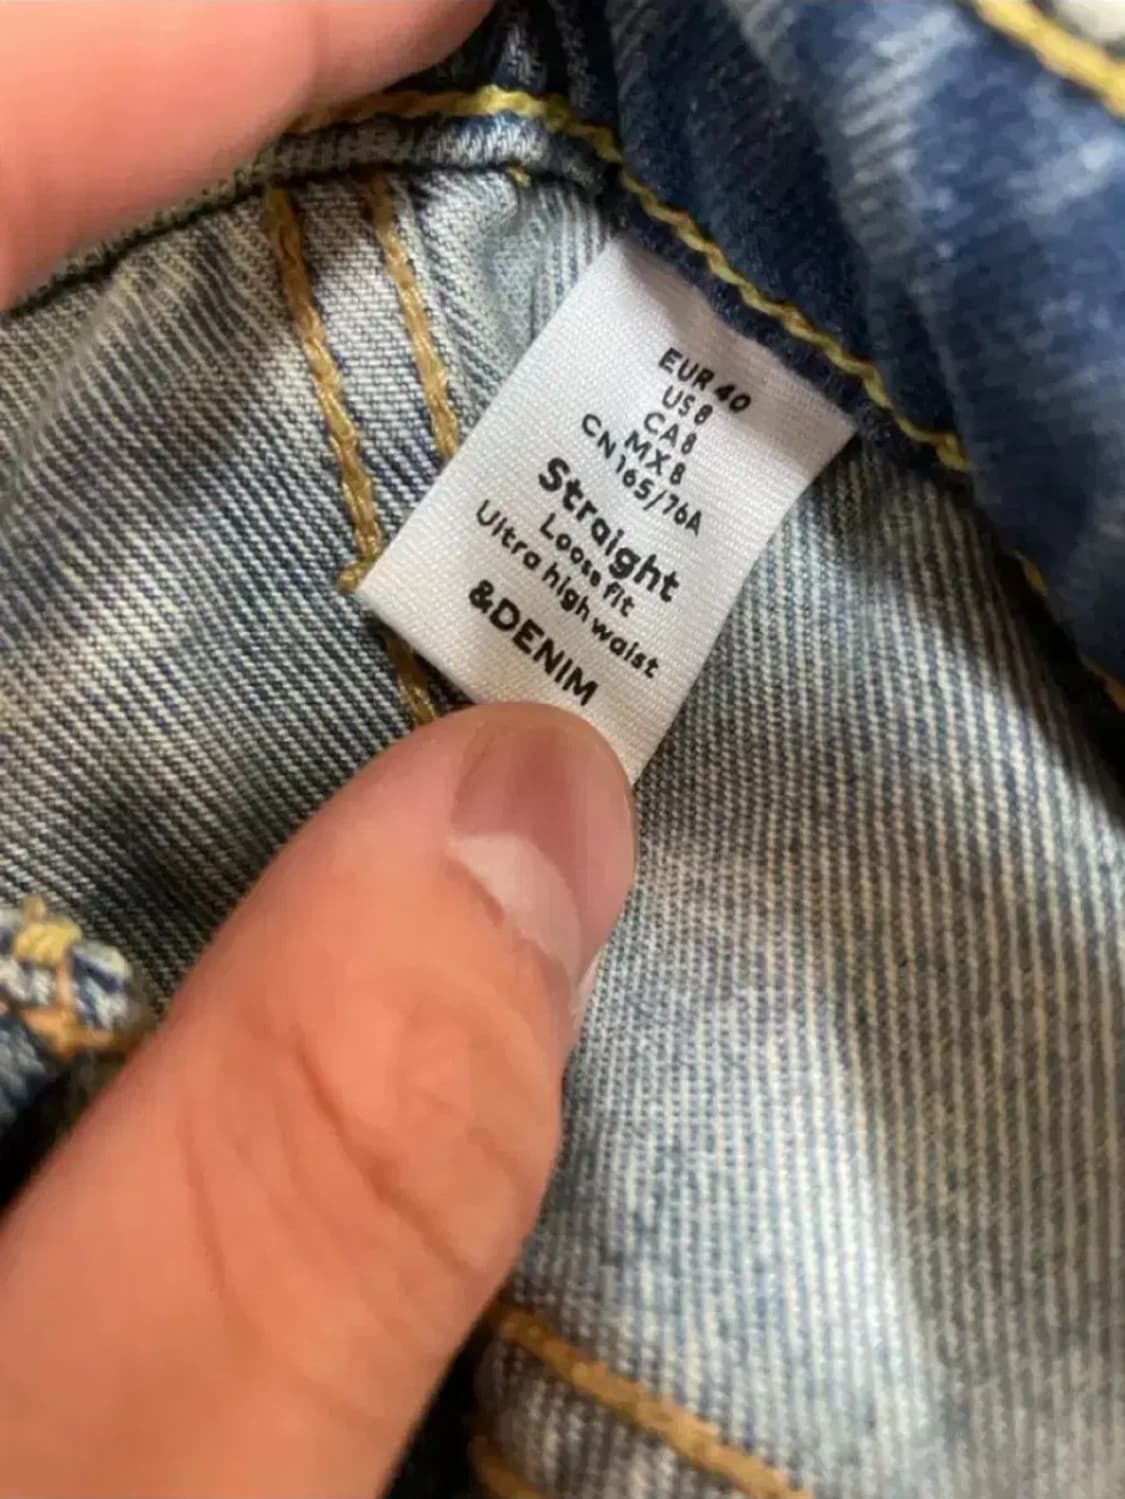 EUR 40
US 8
CA 8
MX 8
CN 165/76A
Straight
Loose fit
Ultra high waist
&DENIM